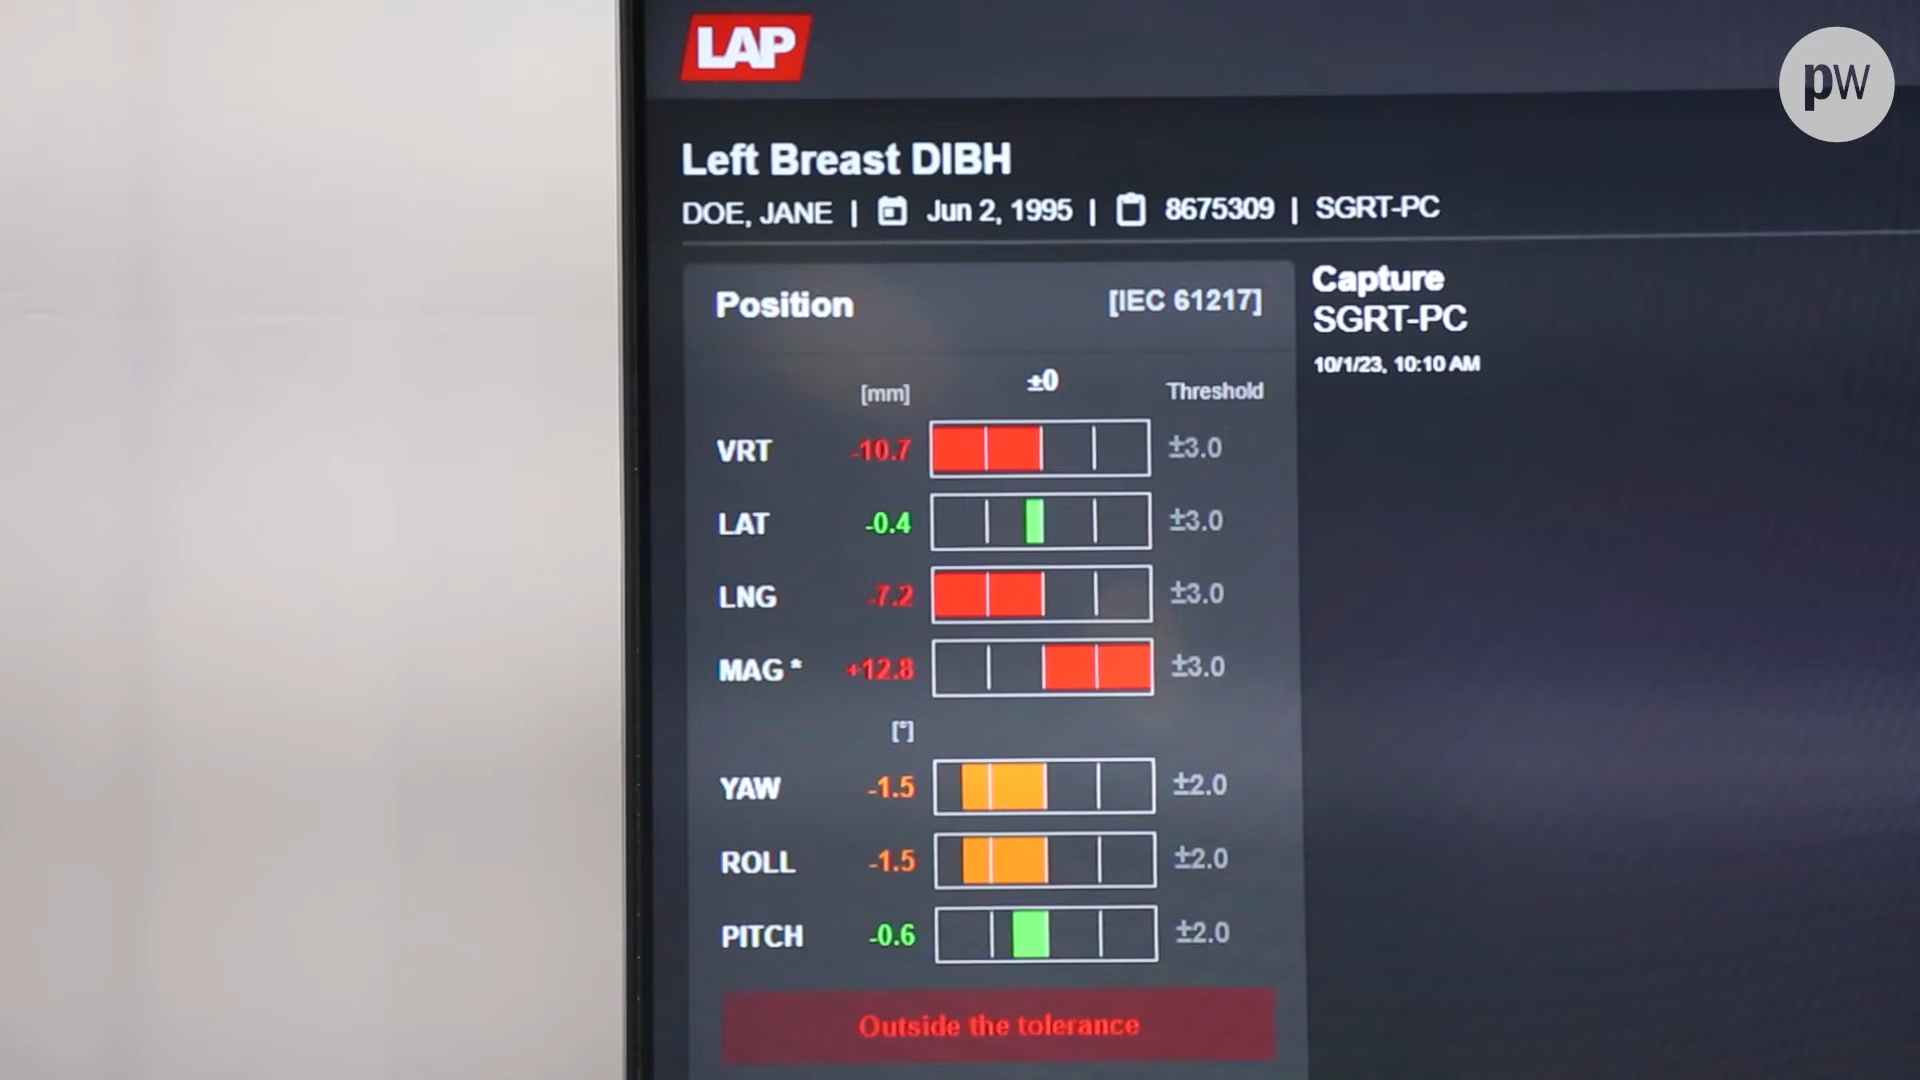 LAP
pw
Left Breast DIBH
DOE, JANE | Jun 2, 1995 | 8675309 | SGRT-PC
Position [IEC 61217]
[mm] ±0 Threshold
VRT -10.7 ±3.0
LAT -0.4 ±3.0
LNG -7.2 ±3.0
MAG * +12.8 ±3.0
[°]
YAW -1.5 ±2.0
ROLL -1.5 ±2.0
PITCH -0.6 ±2.0
Outside the tolerance
Capture
SGRT-PC
10/1/23, 10:10 AM